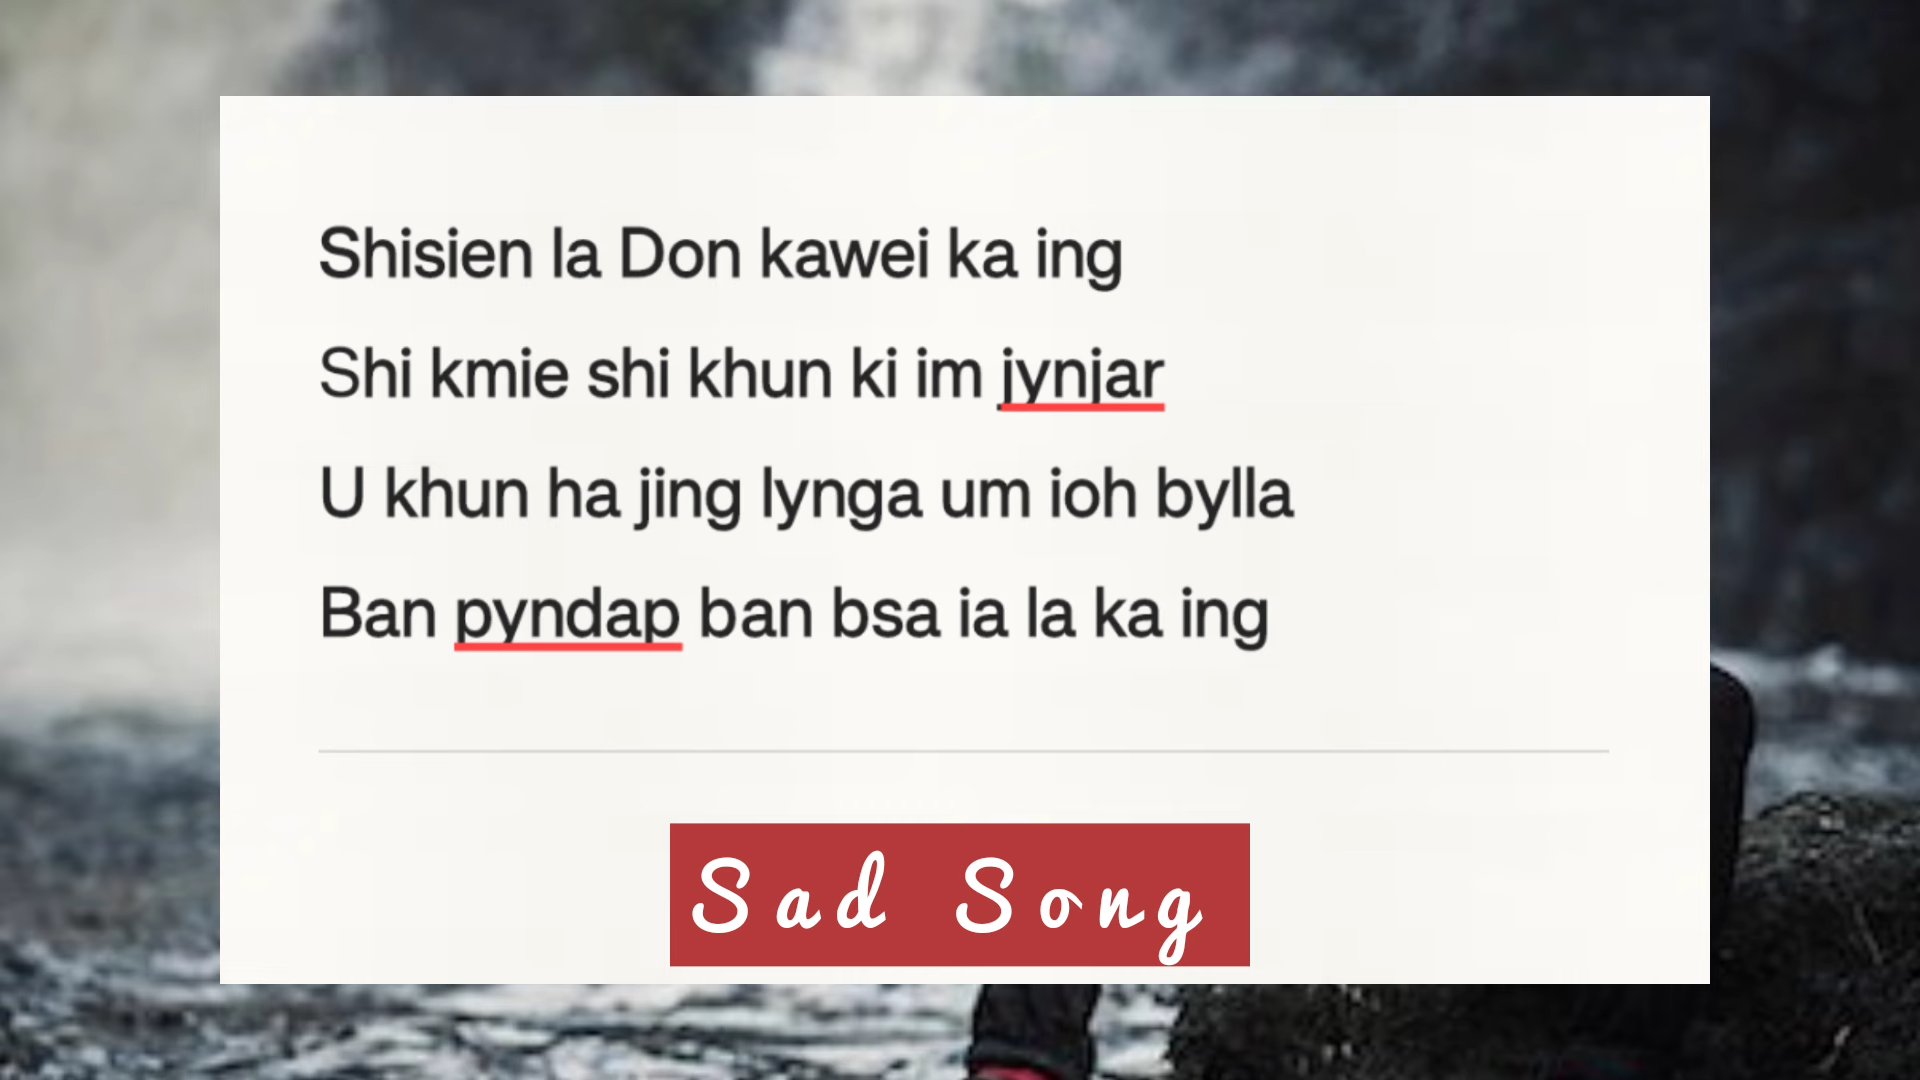 Shisien la Don kawei ka ing
Shi kmie shi khun ki im jynjar
U khun ha jing lynga um ioh bylla
Ban pyndap ban bsa ia la ka ing
Sad Song